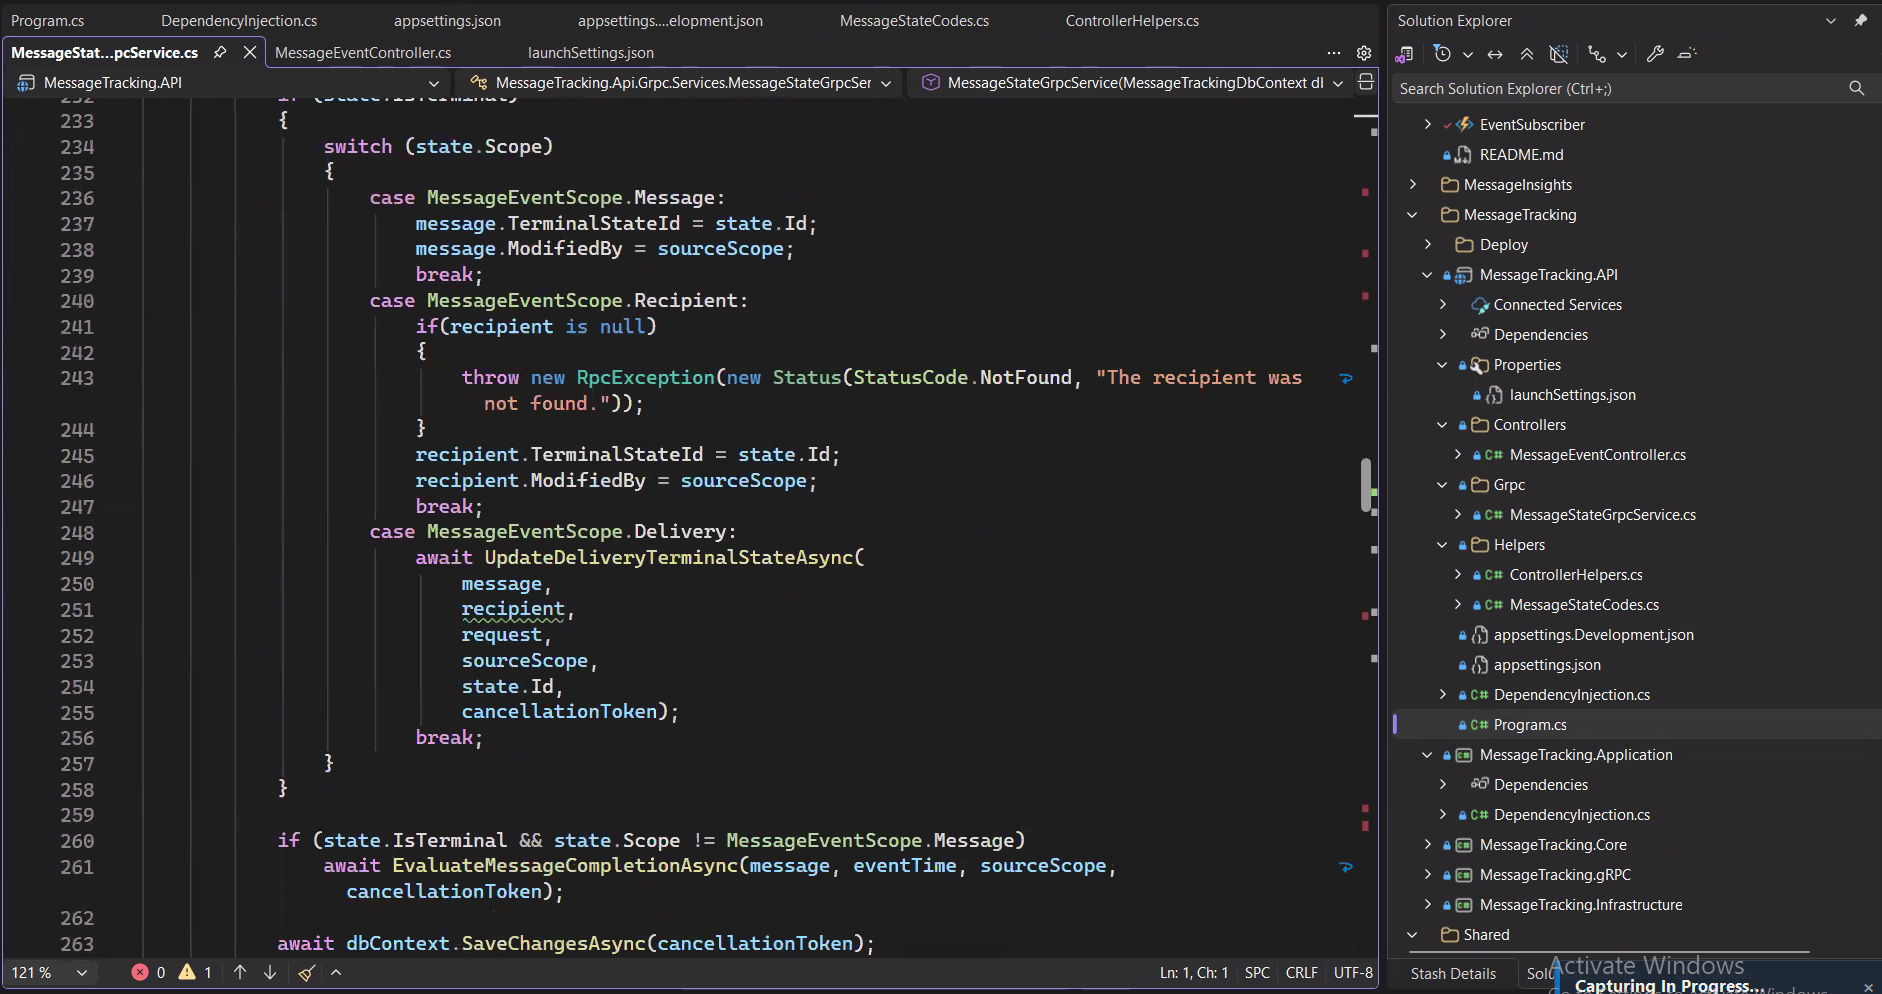 Program.cs DependencyInjection.cs appsettings.json appsettings....elopment.json MessageStateCodes.cs ControllerHelpers.cs
MessageStat...pcService.cs MessageEventController.cs launchSettings.json
MessageTracking.API MessageTracking.Api.Grpc.Services.MessageStateGrpcSer MessageStateGrpcService(MessageTrackingDbContext db
232 if (state.IsTerminal)
233 {
234 switch (state.Scope)
235 {
236 case MessageEventScope.Message:
237 message.TerminalStateId = state.Id;
238 message.ModifiedBy = sourceScope;
239 break;
240 case MessageEventScope.Recipient:
241 if(recipient is null)
242 {
243 throw new RpcException(new Status(StatusCode.NotFound, "The recipient was
not found."));
244 }
245 recipient.TerminalStateId = state.Id;
246 recipient.ModifiedBy = sourceScope;
247 break;
248 case MessageEventScope.Delivery:
249 await UpdateDeliveryTerminalStateAsync(
250 message,
251 recipient,
252 request,
253 sourceScope,
254 state.Id,
255 cancellationToken);
256 break;
257 }
258 }
259
260 if (state.IsTerminal && state.Scope != MessageEventScope.Message)
261 await EvaluateMessageCompletionAsync(message, eventTime, sourceScope,
cancellationToken);
262
263 await dbContext.SaveChangesAsync(cancellationToken);
121 % 0 1 Ln: 1, Ch: 1 SPC CRLF UTF-8
Solution Explorer
Search Solution Explorer (Ctrl+;)
EventSubscriber
README.md
MessageInsights
MessageTracking
Deploy
MessageTracking.API
Connected Services
Dependencies
Properties
launchSettings.json
Controllers
C# MessageEventController.cs
Grpc
C# MessageStateGrpcService.cs
Helpers
C# ControllerHelpers.cs
C# MessageStateCodes.cs
appsettings.Development.json
appsettings.json
C# DependencyInjection.cs
C# Program.cs
MessageTracking.Application
Dependencies
C# DependencyInjection.cs
MessageTracking.Core
MessageTracking.gRPC
MessageTracking.Infrastructure
Shared
Stash Details Solu
Activate Windows
Capturing In Progress...